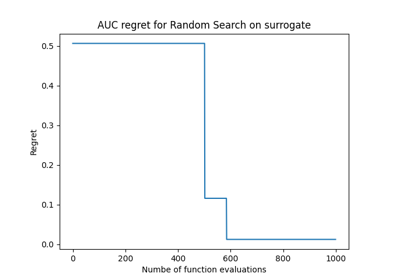 AUC regret for Random Search on surrogate
0.5
0.4
0.3
0.2
0.1
0.0
Regret
0 200 400 600 800 1000
Numbe of function evaluations